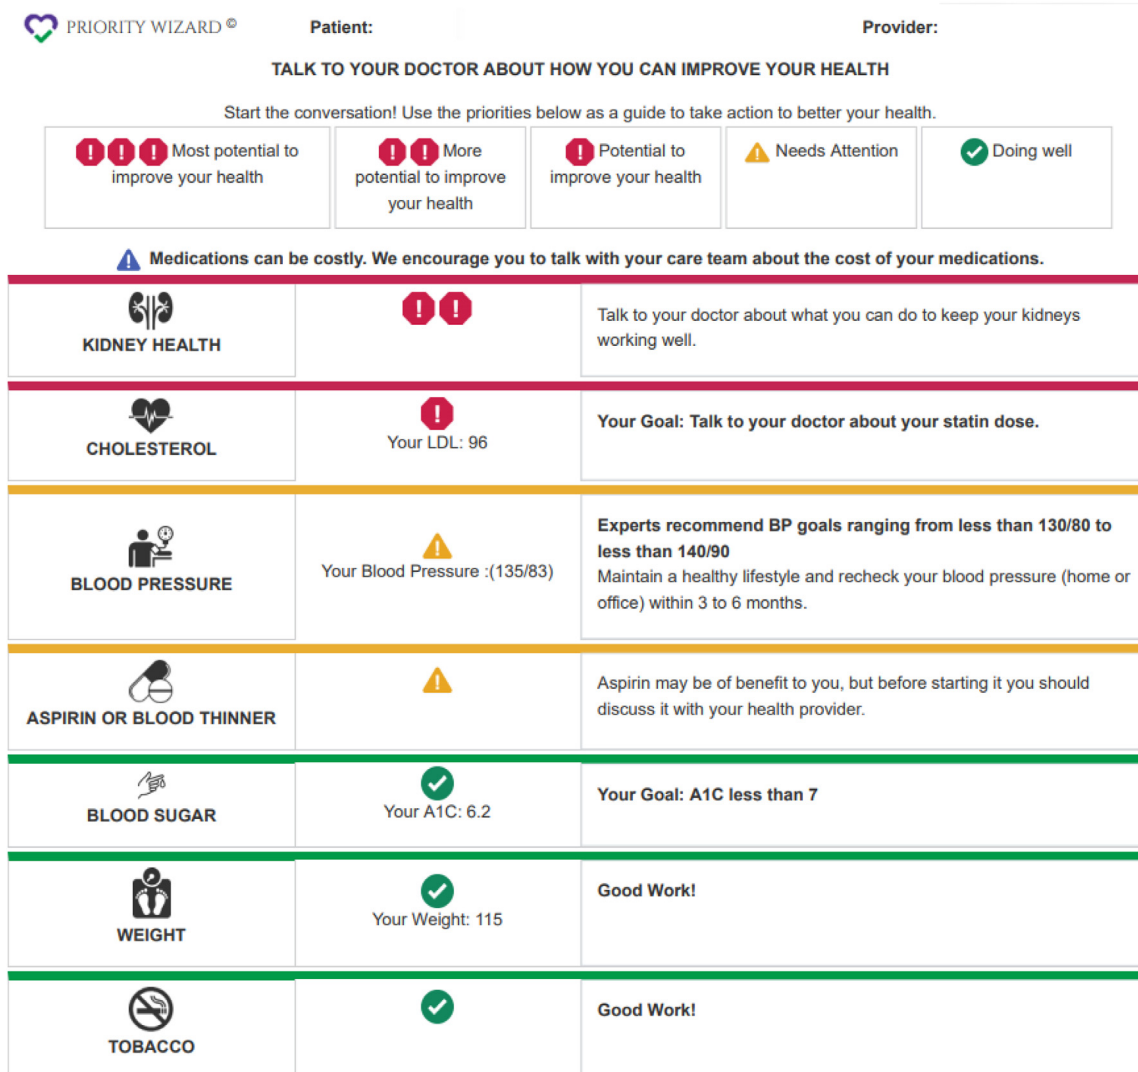 PRIORITY WIZARD ©
Patient:
Provider:
TALK TO YOUR DOCTOR ABOUT HOW YOU CAN IMPROVE YOUR HEALTH
Start the conversation! Use the priorities below as a guide to take action to better your health.
! ! ! Most potential to
improve your health
! ! More
potential to improve
your health
! Potential to
improve your health
! Needs Attention
Doing well
! Medications can be costly. We encourage you to talk with your care team about the cost of your medications.
KIDNEY HEALTH
! !
Talk to your doctor about what you can do to keep your kidneys
working well.
CHOLESTEROL
!
Your LDL: 96
Your Goal: Talk to your doctor about your statin dose.
BLOOD PRESSURE
!
Your Blood Pressure :(135/83)
Experts recommend BP goals ranging from less than 130/80 to
less than 140/90
Maintain a healthy lifestyle and recheck your blood pressure (home or
office) within 3 to 6 months.
ASPIRIN OR BLOOD THINNER
!
Aspirin may be of benefit to you, but before starting it you should
discuss it with your health provider.
BLOOD SUGAR
Your A1C: 6.2
Your Goal: A1C less than 7
WEIGHT
Your Weight: 115
Good Work!
TOBACCO
Good Work!